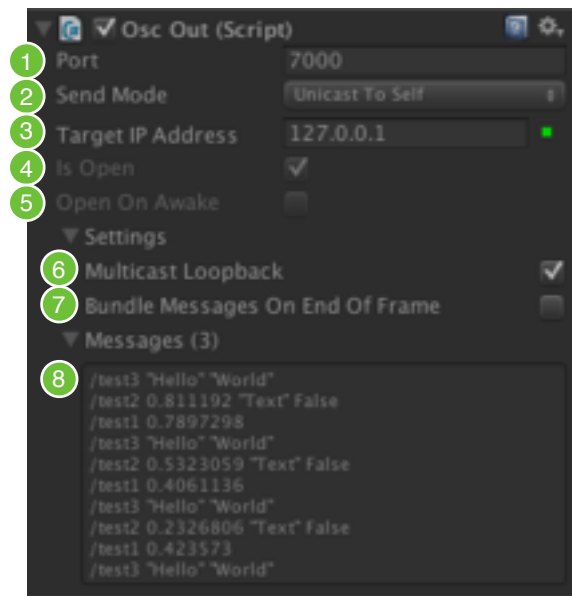 Osc Out (Script)
1 Port 7000
2 Send Mode Unicast To Self
3 Target IP Address 127.0.0.1
4 Is Open
5 Open On Awake
Settings
6 Multicast Loopback
7 Bundle Messages On End Of Frame
Messages (3)
8 /test3 "Hello" "World"
/test2 0.811192 "Text" False
/test1 0.7897298
/test3 "Hello" "World"
/test2 0.5323059 "Text" False
/test1 0.4061136
/test3 "Hello" "World"
/test2 0.2326806 "Text" False
/test1 0.423573
/test3 "Hello" "World"